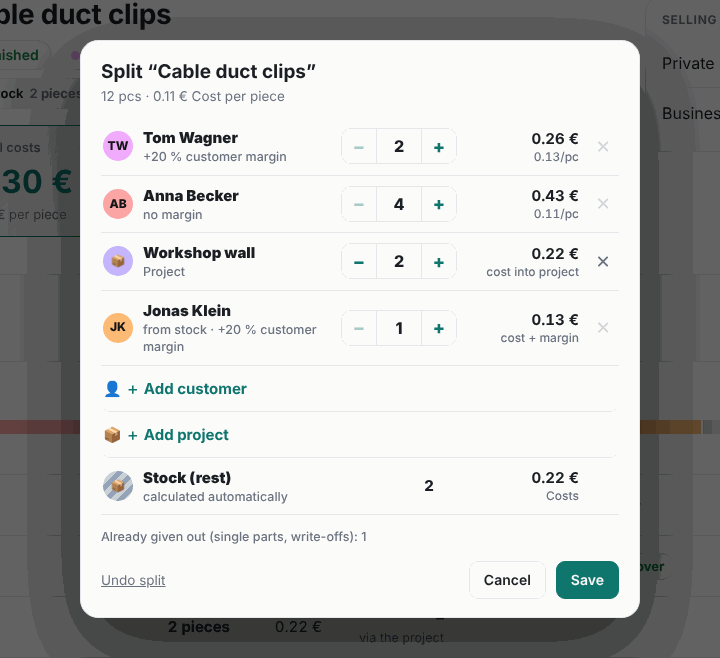 ble duct clips
SELLING
nished
Private
ock 2 pieces
Busines
l costs
30 €
€ per piece
Split “Cable duct clips”
12 pcs · 0.11 € Cost per piece
TW
Tom Wagner
+20 % customer margin
− 2 +
0.26 €
0.13/pc
×
AB
Anna Becker
no margin
− 4 +
0.43 €
0.11/pc
×
Workshop wall
Project
− 2 +
0.22 €
cost into project
×
JK
Jonas Klein
from stock · +20 % customer
margin
− 1 +
0.13 €
cost + margin
×
+ Add customer
+ Add project
Stock (rest)
calculated automatically
2
0.22 €
Costs
Already given out (single parts, write-offs): 1
Undo split
Cancel
Save
over
2 pieces
0.22 €
via the project